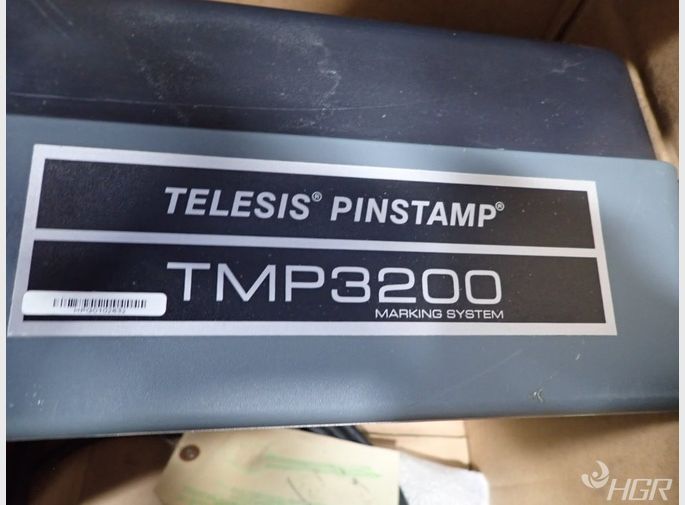 TELESIS® PINSTAMP®
TMP3200
MARKING SYSTEM
HGR